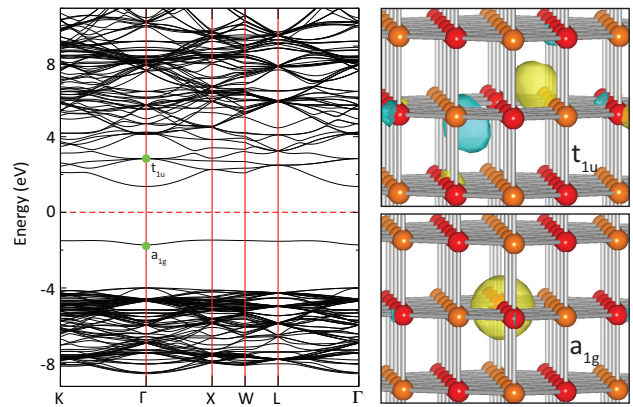 Energy (eV)
8
4
0
-4
-8
t1u
a1g
K Γ X W L Γ
t1u
a1g